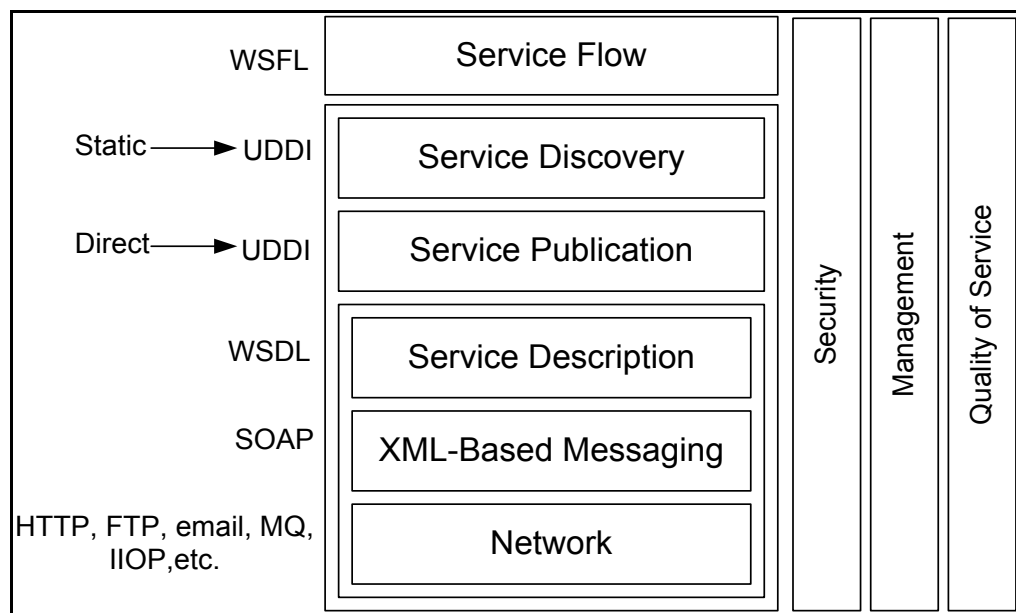 WSFL
Service Flow
Static
UDDI
Service Discovery
Direct
UDDI
Service Publication
WSDL
Service Description
SOAP
XML-Based Messaging
HTTP, FTP, email, MQ,
IIOP,etc.
Network
Security
Management
Quality of Service